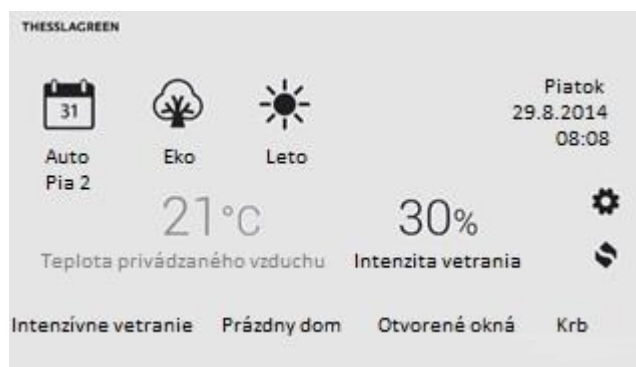 THESSLAGREEN
Piatok
29.8.2014
08:08
31
Auto
Pia 2
Eko
Leto
21°C
Teplota privádzaného vzduchu
30%
Intenzita vetrania
Intenzívne vetranie Prázdny dom Otvorené okná Krb